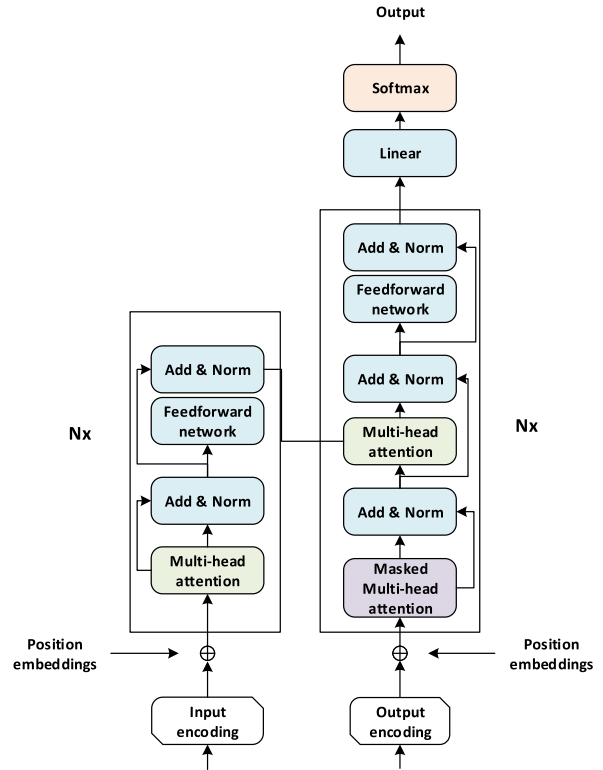 Output
Softmax
Linear
Add & Norm
Feedforward
network
Add & Norm
Multi-head
attention
Add & Norm
Masked
Multi-head
attention
Nx
Position
embeddings
Output
encoding
Add & Norm
Feedforward
network
Add & Norm
Multi-head
attention
Nx
Position
embeddings
Input
encoding